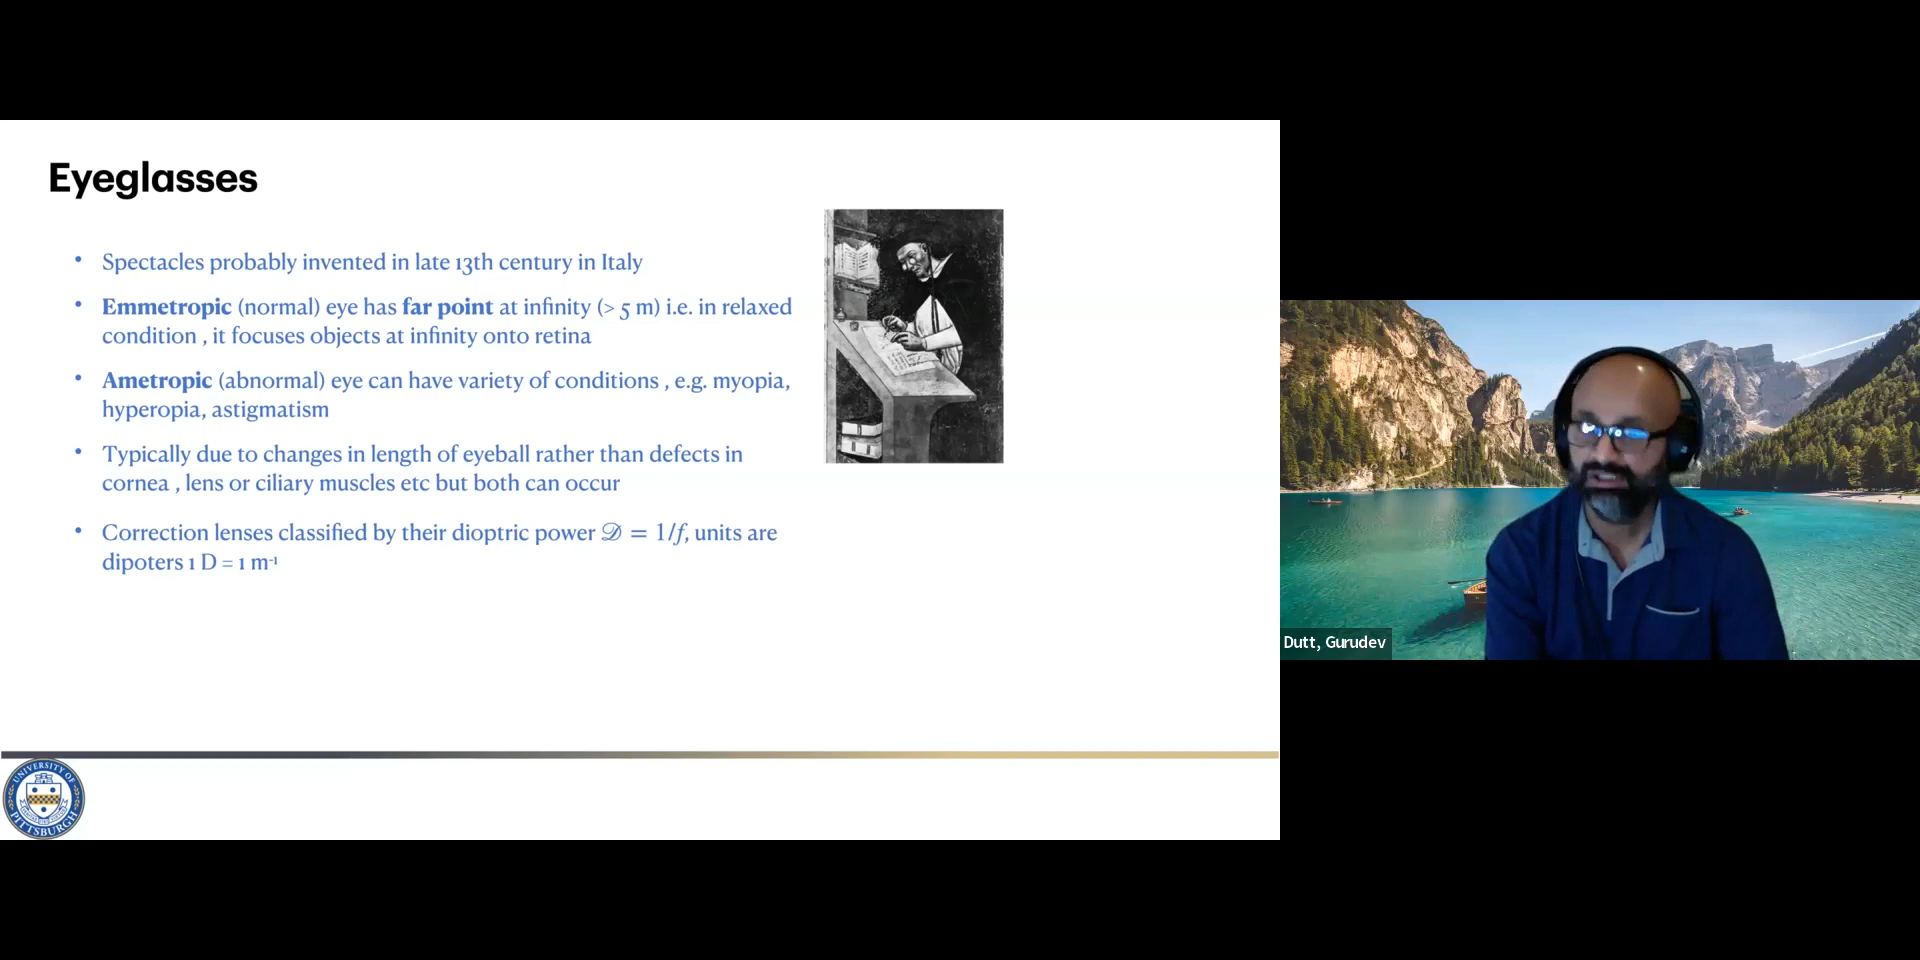 Eyeglasses
• Spectacles probably invented in late 13th century in Italy
• Emmetropic (normal) eye has far point at infinity (> 5 m) i.e. in relaxed
condition , it focuses objects at infinity onto retina
• Ametropic (abnormal) eye can have variety of conditions , e.g. myopia,
hyperopia, astigmatism
• Typically due to changes in length of eyeball rather than defects in
cornea , lens or ciliary muscles etc but both can occur
• Correction lenses classified by their dioptric power 𝒟 = 1/f, units are
dipoters 1 D = 1 m⁻¹
UNIVERSITY OF
PITTSBURGH
Dutt, Gurudev